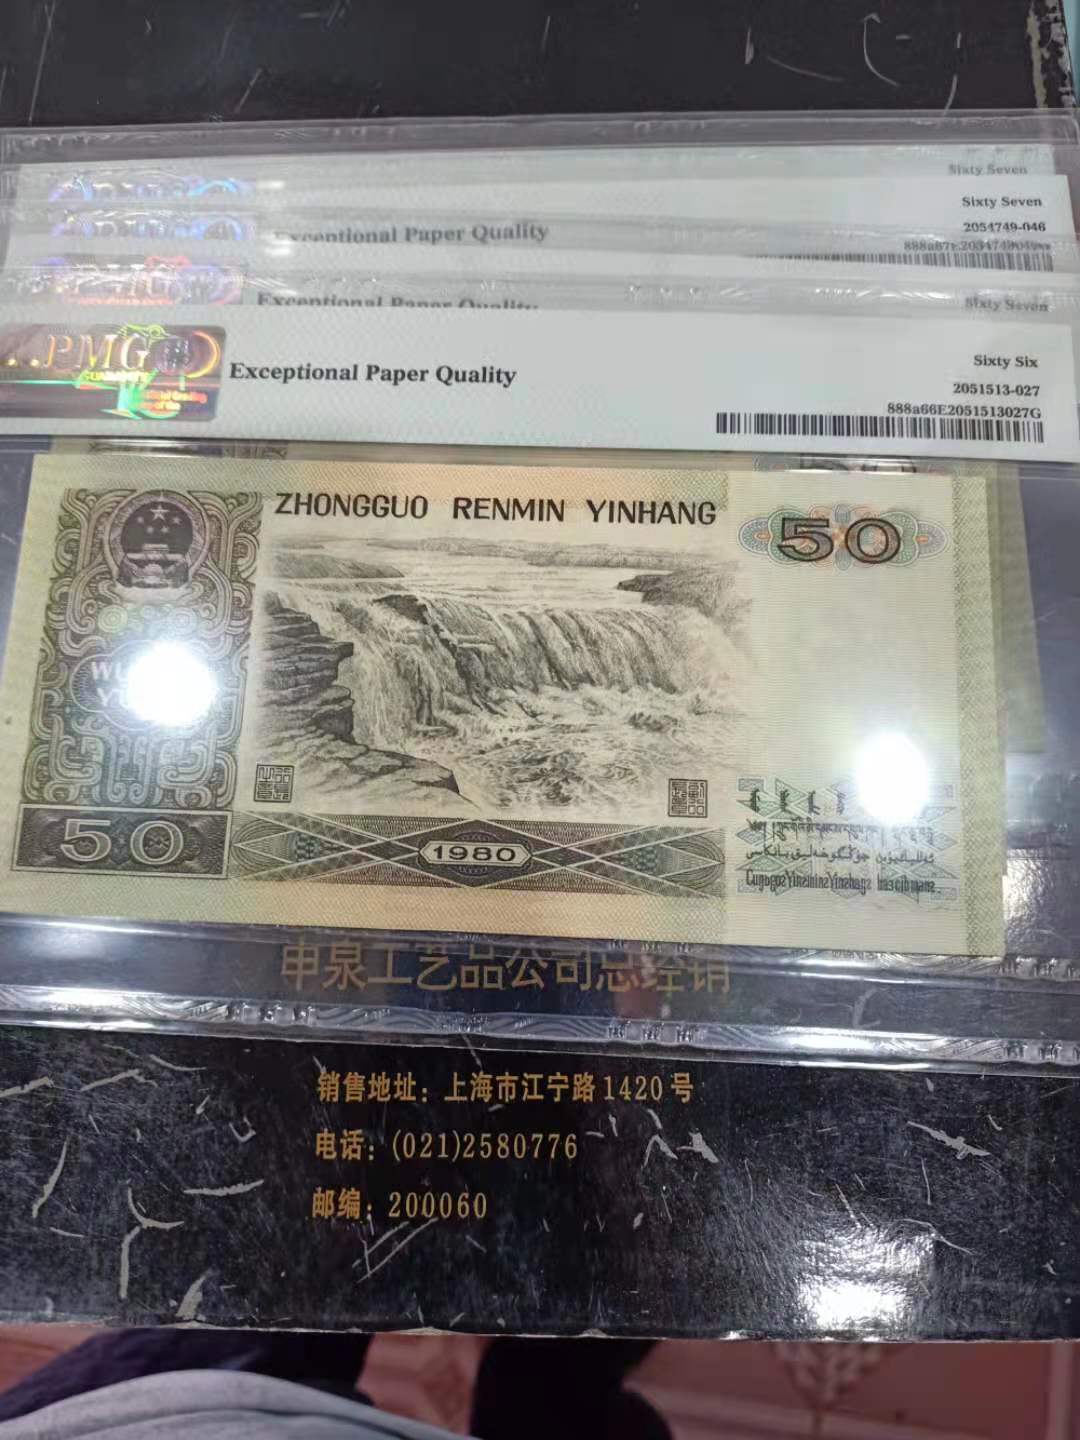 Sixty Seven
Sixty Seven
2054749-046
Exceptional Paper Quality
Exceptional Paper Quality
Sixty Seven
PMG
Exceptional Paper Quality
Sixty Six
2051513-027
888a66E2051513027G
ZHONGGUO RENMIN YINHANG
50
50
1980
申泉工艺品公司总经销
销售地址：上海市江宁路1420号
电话：(021)2580776
邮编：200060